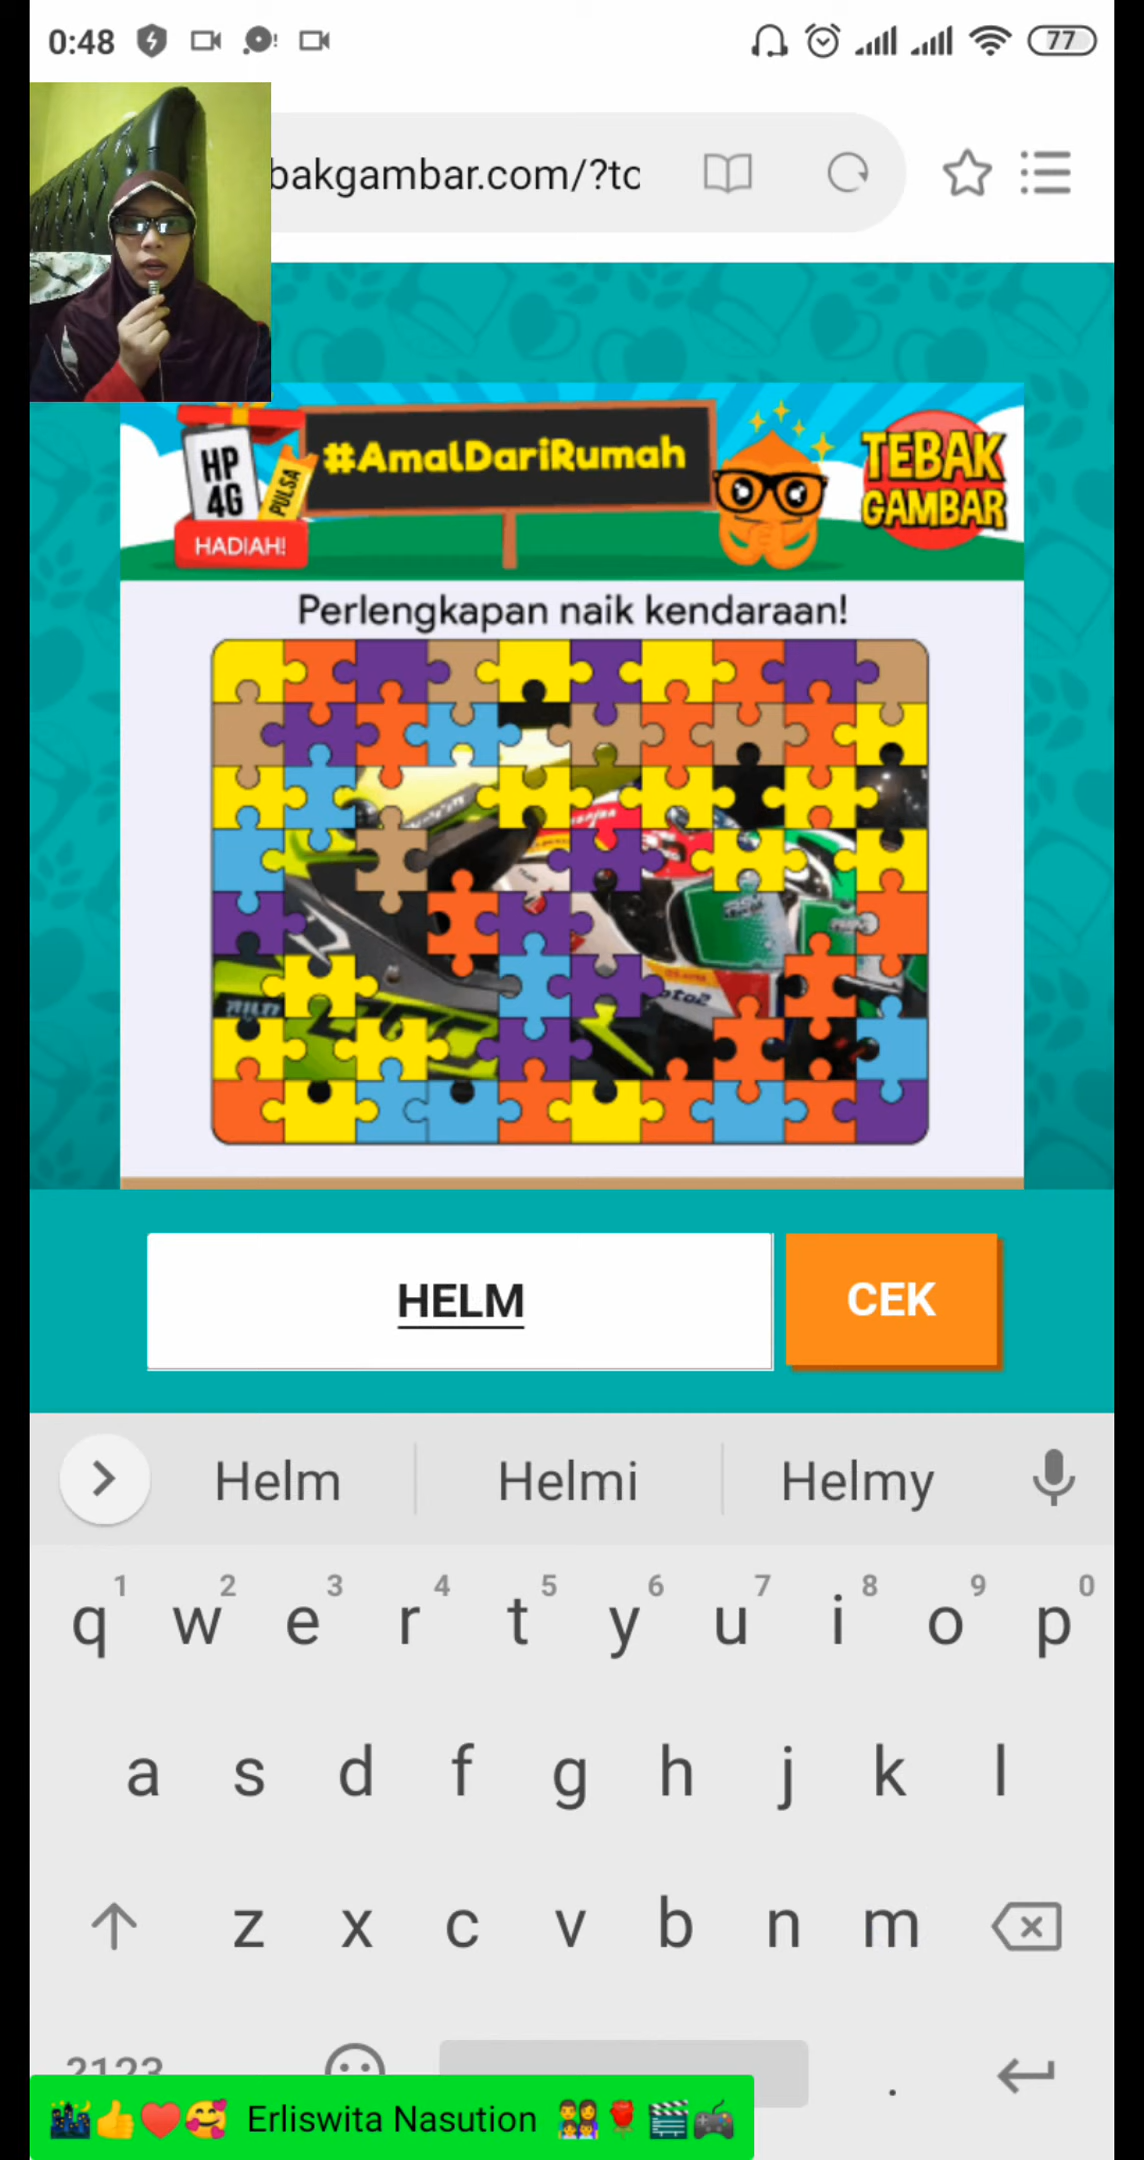 0:48
77
bakgambar.com/?tc
HP
4G
PULSA
HADIAH!
#AmalDariRumah
TEBAK
GAMBAR
Perlengkapan naik kendaraan!
HELM
CEK
Helm
Helmi
Helmy
1 2 3 4 5 6 7 8 9 0
q w e r t y u i o p
a s d f g h j k l
z x c v b n m
.
Erliswita Nasution